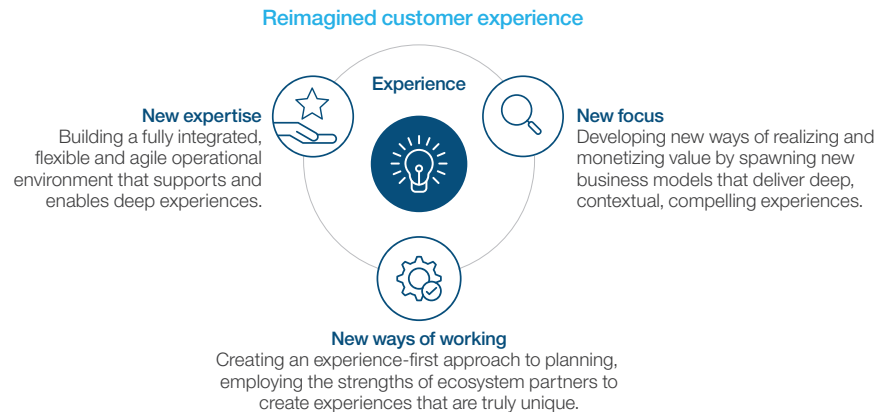 Reimagined customer experience
Experience
New expertise
Building a fully integrated,
flexible and agile operational
environment that supports and
enables deep experiences.
New focus
Developing new ways of realizing and
monetizing value by spawning new
business models that deliver deep,
contextual, compelling experiences.
New ways of working
Creating an experience-first approach to planning,
employing the strengths of ecosystem partners to
create experiences that are truly unique.